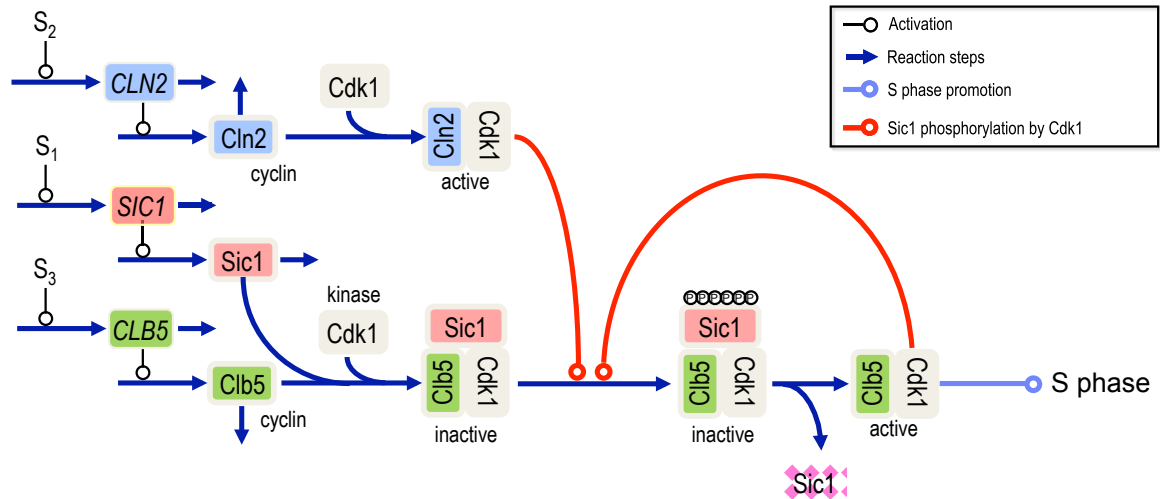 S2
Activation
Reaction steps
S phase promotion
Sic1 phosphorylation by Cdk1
CLN2
Cdk1
Cln2
cyclin
Cln2
Cdk1
active
S1
SIC1
Sic1
S3
kinase
Cdk1
CLB5
Clb5
cyclin
Sic1
Clb5
Cdk1
inactive
PPPPPP
Sic1
Clb5
Cdk1
inactive
Clb5
Cdk1
active
S phase
Sic1